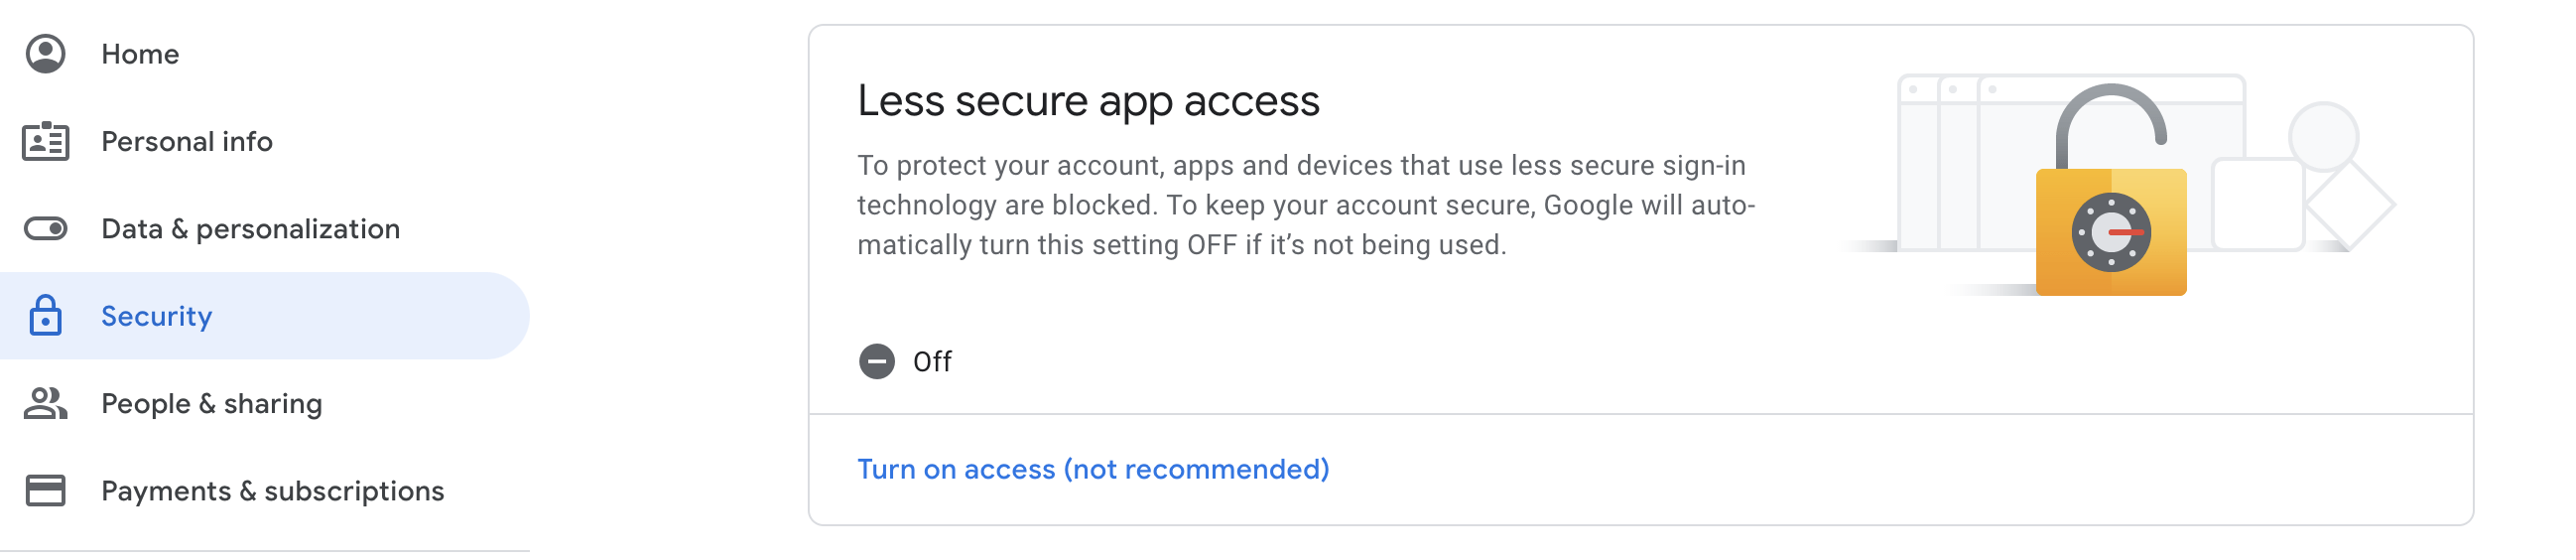 Home
Personal info
Data & personalization
Security
People & sharing
Payments & subscriptions
Less secure app access
To protect your account, apps and devices that use less secure sign-in
technology are blocked. To keep your account secure, Google will auto-
matically turn this setting OFF if it’s not being used.
Off
Turn on access (not recommended)